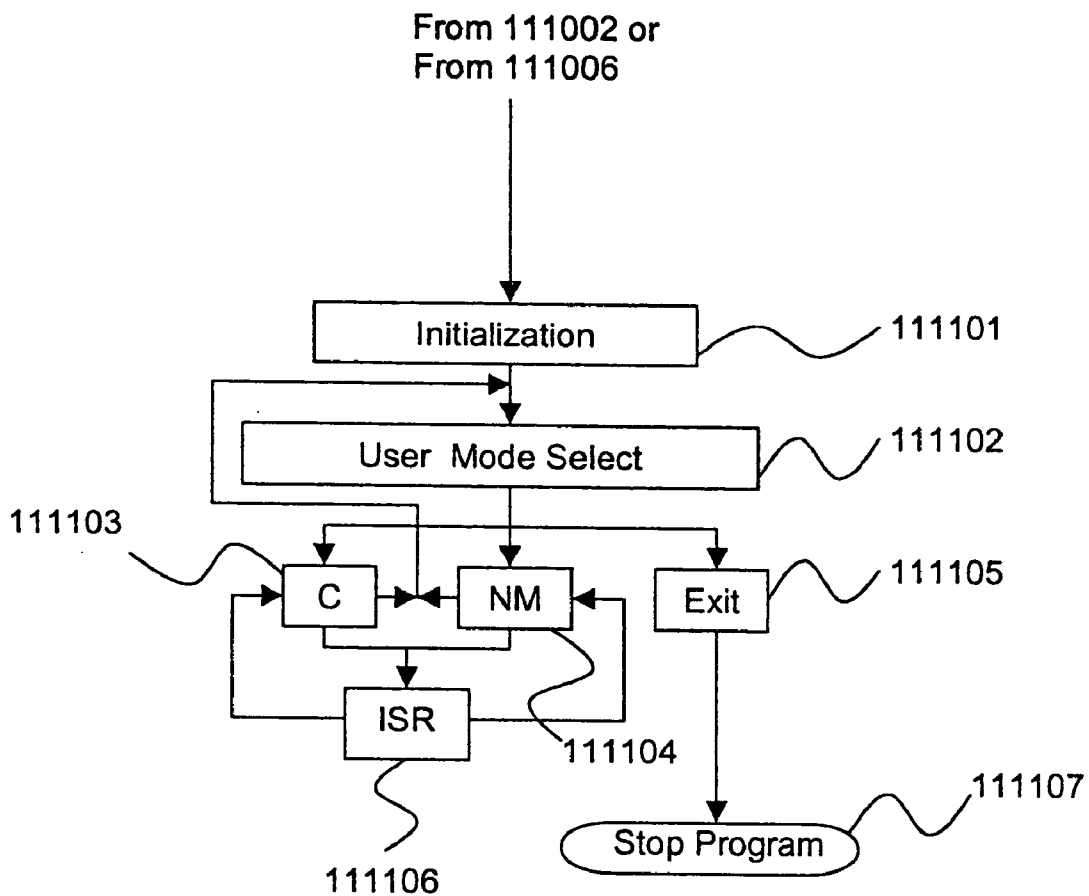 From 111002 or
From 111006
Initialization
111101
User Mode Select
111102
111103
C
NM
Exit
111105
ISR
111104
111106
Stop Program
111107